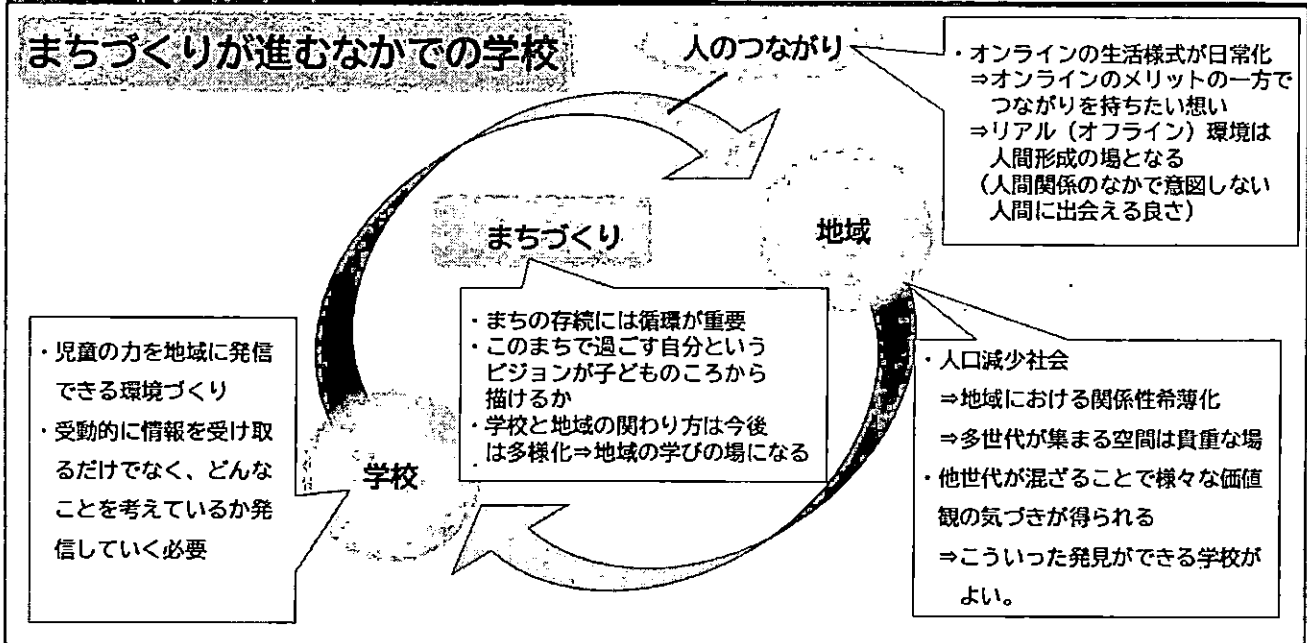 まちづくりが進むなかでの学校
人のつながり
・オンラインの生活様式が日常化
⇒オンラインのメリットの一方で
つながりを持ちたい想い
⇒リアル（オフライン）環境は
人間形成の場となる
（人間関係のなかで意図しない
人間に出会える良さ）
地域
まちづくり
・まちの存続には循環が重要
・このまちで過ごす自分という
ビジョンが子どものころから
描けるか
・学校と地域の関わり方は今後
は多様化⇒地域の学びの場になる
・児童の力を地域に発信
できる環境づくり
・受動的に情報を受け取
るだけでなく、どんな
ことを考えているか発
信していく必要
学校
・人口減少社会
⇒地域における関係性希薄化
⇒多世代が集まる空間は貴重な場
・他世代が混ざることで様々な価値
観の気づきが得られる
⇒こういった発見ができる学校が
よい。